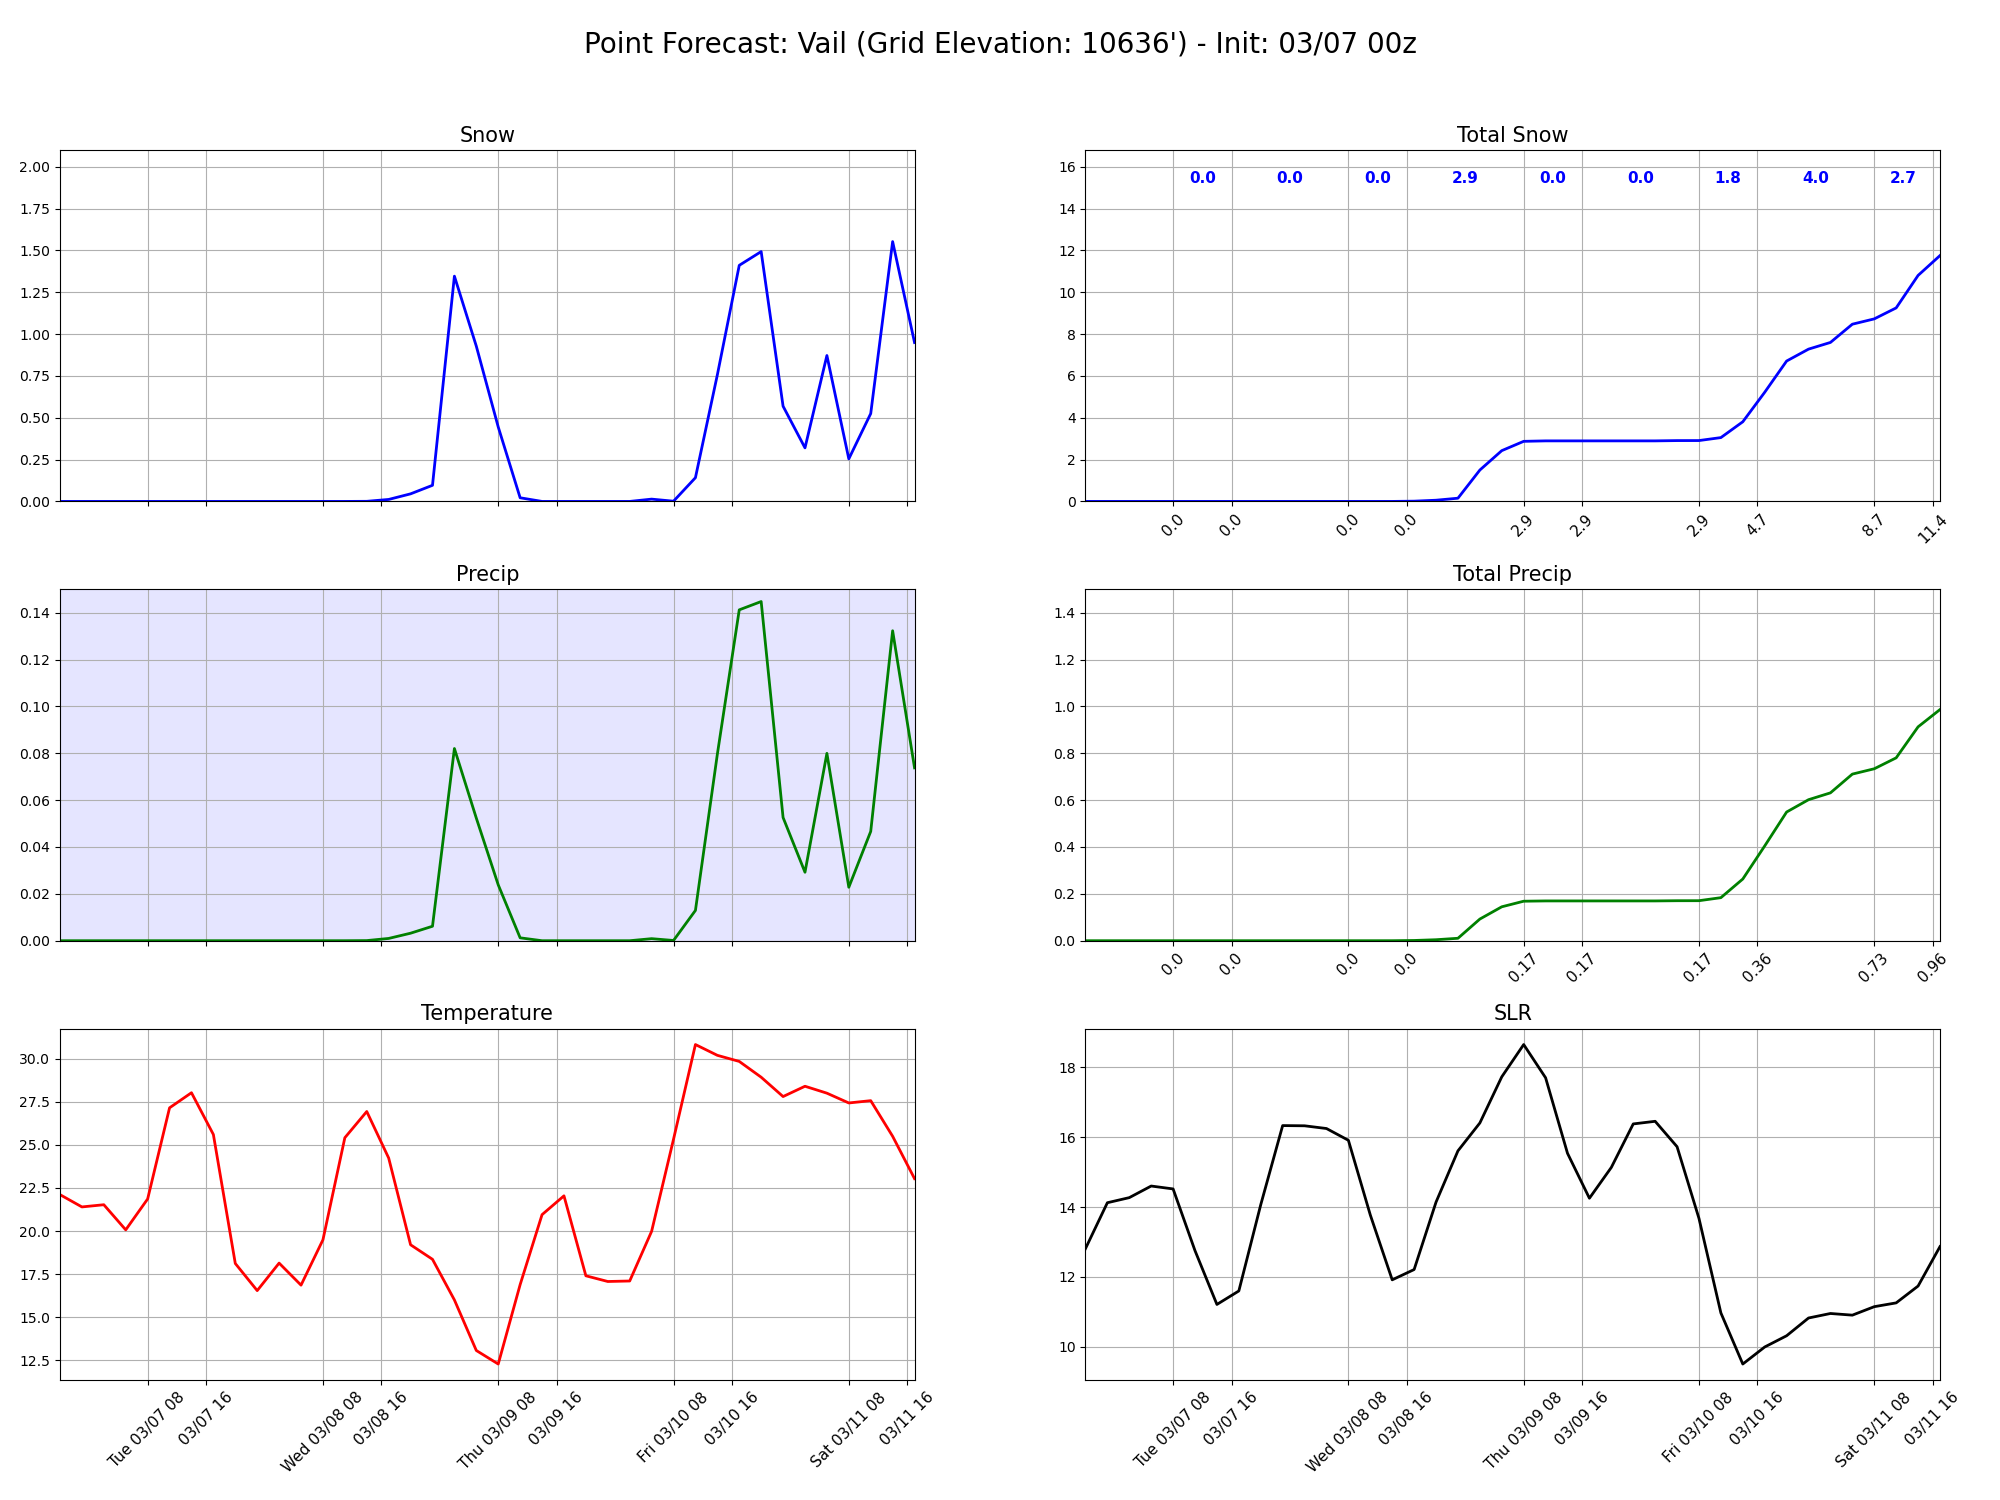 Point Forecast: Vail (Grid Elevation: 10636') - Init: 03/07 00z
Snow
2.00
1.75
1.50
1.25
1.00
0.75
0.50
0.25
0.00
Total Snow
16
14
12
10
8
6
4
2
0
0.0 0.0 0.0 2.9 0.0 0.0 1.8 4.0 2.7
0.0 0.0 0.0 0.0 2.9 2.9 2.9 4.7 8.7 11.4
Precip
0.14
0.12
0.10
0.08
0.06
0.04
0.02
0.00
Total Precip
1.4
1.2
1.0
0.8
0.6
0.4
0.2
0.0
0.0 0.0 0.0 0.0 0.17 0.17 0.17 0.36 0.73 0.96
Temperature
30.0
27.5
25.0
22.5
20.0
17.5
15.0
12.5
Tue 03/07 08
03/07 16
Wed 03/08 08
03/08 16
Thu 03/09 08
03/09 16
Fri 03/10 08
03/10 16
Sat 03/11 08
03/11 16
SLR
18
16
14
12
10
Tue 03/07 08
03/07 16
Wed 03/08 08
03/08 16
Thu 03/09 08
03/09 16
Fri 03/10 08
03/10 16
Sat 03/11 08
03/11 16